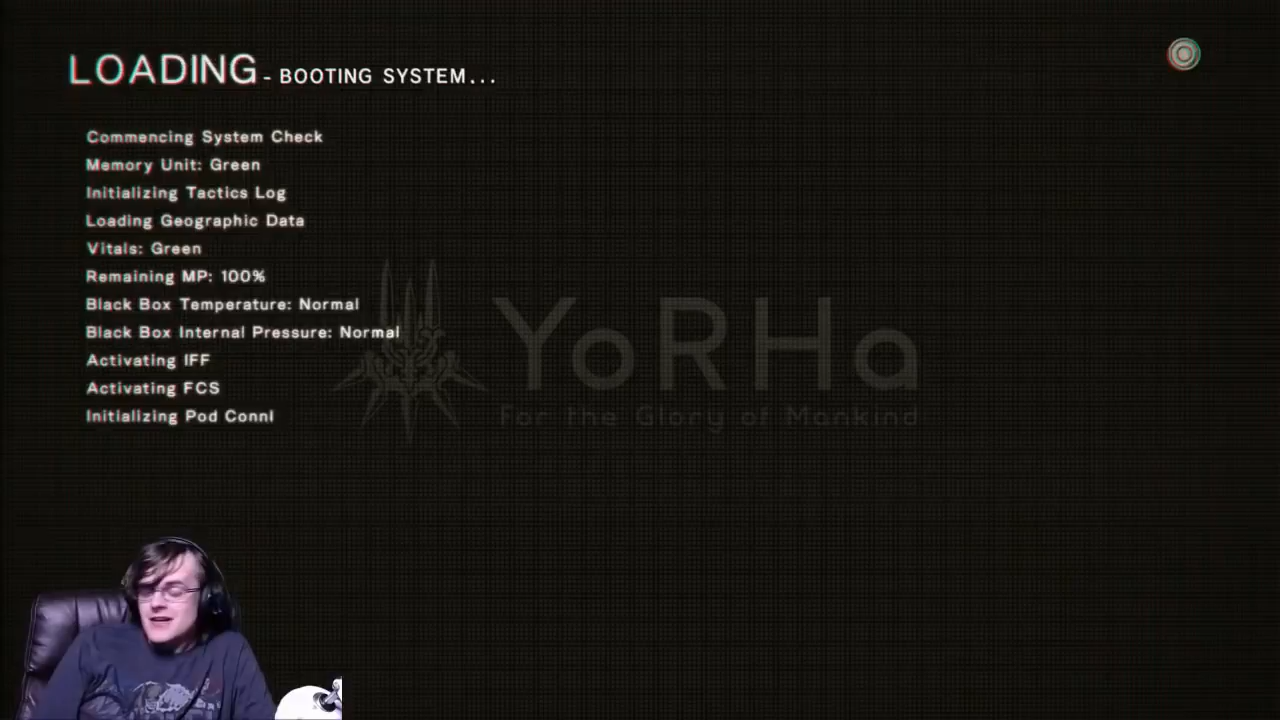 LOADING - BOOTING SYSTEM...
Commencing System Check
Memory Unit: Green
Initializing Tactics Log
Loading Geographic Data
Vitals: Green
Remaining MP: 100%
Black Box Temperature: Normal
Black Box Internal Pressure: Normal
Activating IFF
Activating FCS
Initializing Pod Connl
YoRHa
For the Glory of Mankind